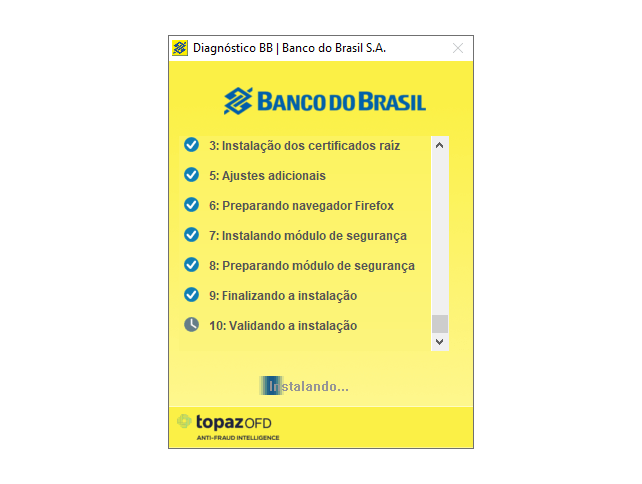 Diagnóstico BB | Banco do Brasil S.A.
BANCO DO BRASIL
3: Instalação dos certificados raíz
5: Ajustes adicionais
6: Preparando navegador Firefox
7: Instalando módulo de segurança
8: Preparando módulo de segurança
9: Finalizando a instalação
10: Validando a instalação
Instalando...
topaz OFD
ANTI-FRAUD INTELLIGENCE